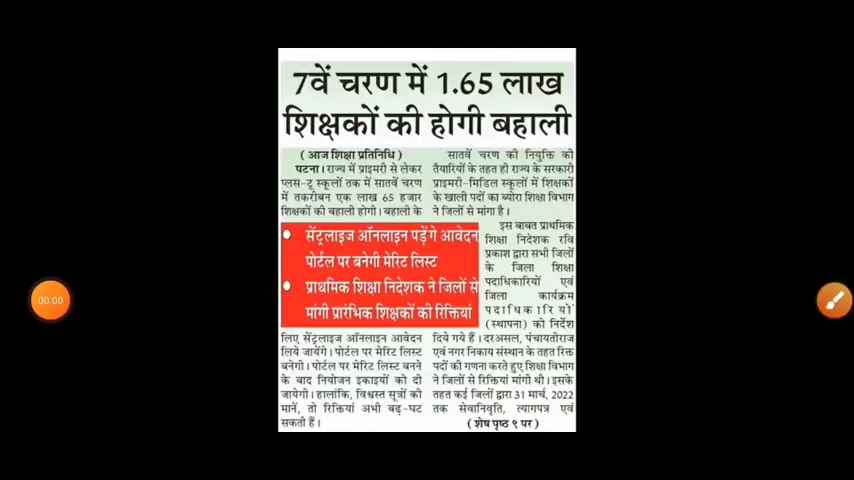 7वें चरण में 1.65 लाख
शिक्षकों की होगी बहाली
( आज शिक्षा प्रतिनिधि )
पटना। राज्य में प्राइमरी से लेकर
प्लस-टू स्कूलों तक में सातवें चरण
में तकरीबन एक लाख 65 हजार
शिक्षकों की बहाली होगी। बहाली के
सेंट्रलाइज ऑनलाइन पड़ेंगे आवेदन
पोर्टल पर बनेगी मेरिट लिस्ट
प्राथमिक शिक्षा निदेशक ने जिलों से
मांगी प्रारंभिक शिक्षकों की रिक्तियां
लिए सेंट्रलाइज ऑनलाइन आवेदन
लिये जायेंगे। पोर्टल पर मेरिट लिस्ट
बनेगी। पोर्टल पर मेरिट लिस्ट बनने
के बाद नियोजन इकाइयों को दी
जायेगी। हालांकि, विश्वस्त सूत्रों की
मानें, तो रिक्तियां अभी बढ़-घट
सकती हैं।
सातवें चरण की नियुक्ति की
तैयारियों के तहत ही राज्य के सरकारी
प्राइमरी-मिडिल स्कूलों में शिक्षकों
के खाली पदों का ब्योरा शिक्षा विभाग
ने जिलों से मांगा है।
इस बाबत प्राथमिक
शिक्षा निदेशक रवि
प्रकाश द्वारा सभी जिलों
के जिला शिक्षा
पदाधिकारियों एवं
जिला कार्यक्रम
पदाधिकारियों
(स्थापना) को निर्देश
दिये गये हैं। दरअसल, पंचायतीराज
एवं नगर निकाय संस्थान के तहत रिक्त
पदों की गणना करते हुए शिक्षा विभाग
ने जिलों से रिक्तियां मांगी थी। इसके
तहत कई जिलों द्वारा 31 मार्च, 2022
तक सेवानिवृति, त्यागपत्र एवं
(शेष पृष्ठ ९ पर)
00:00